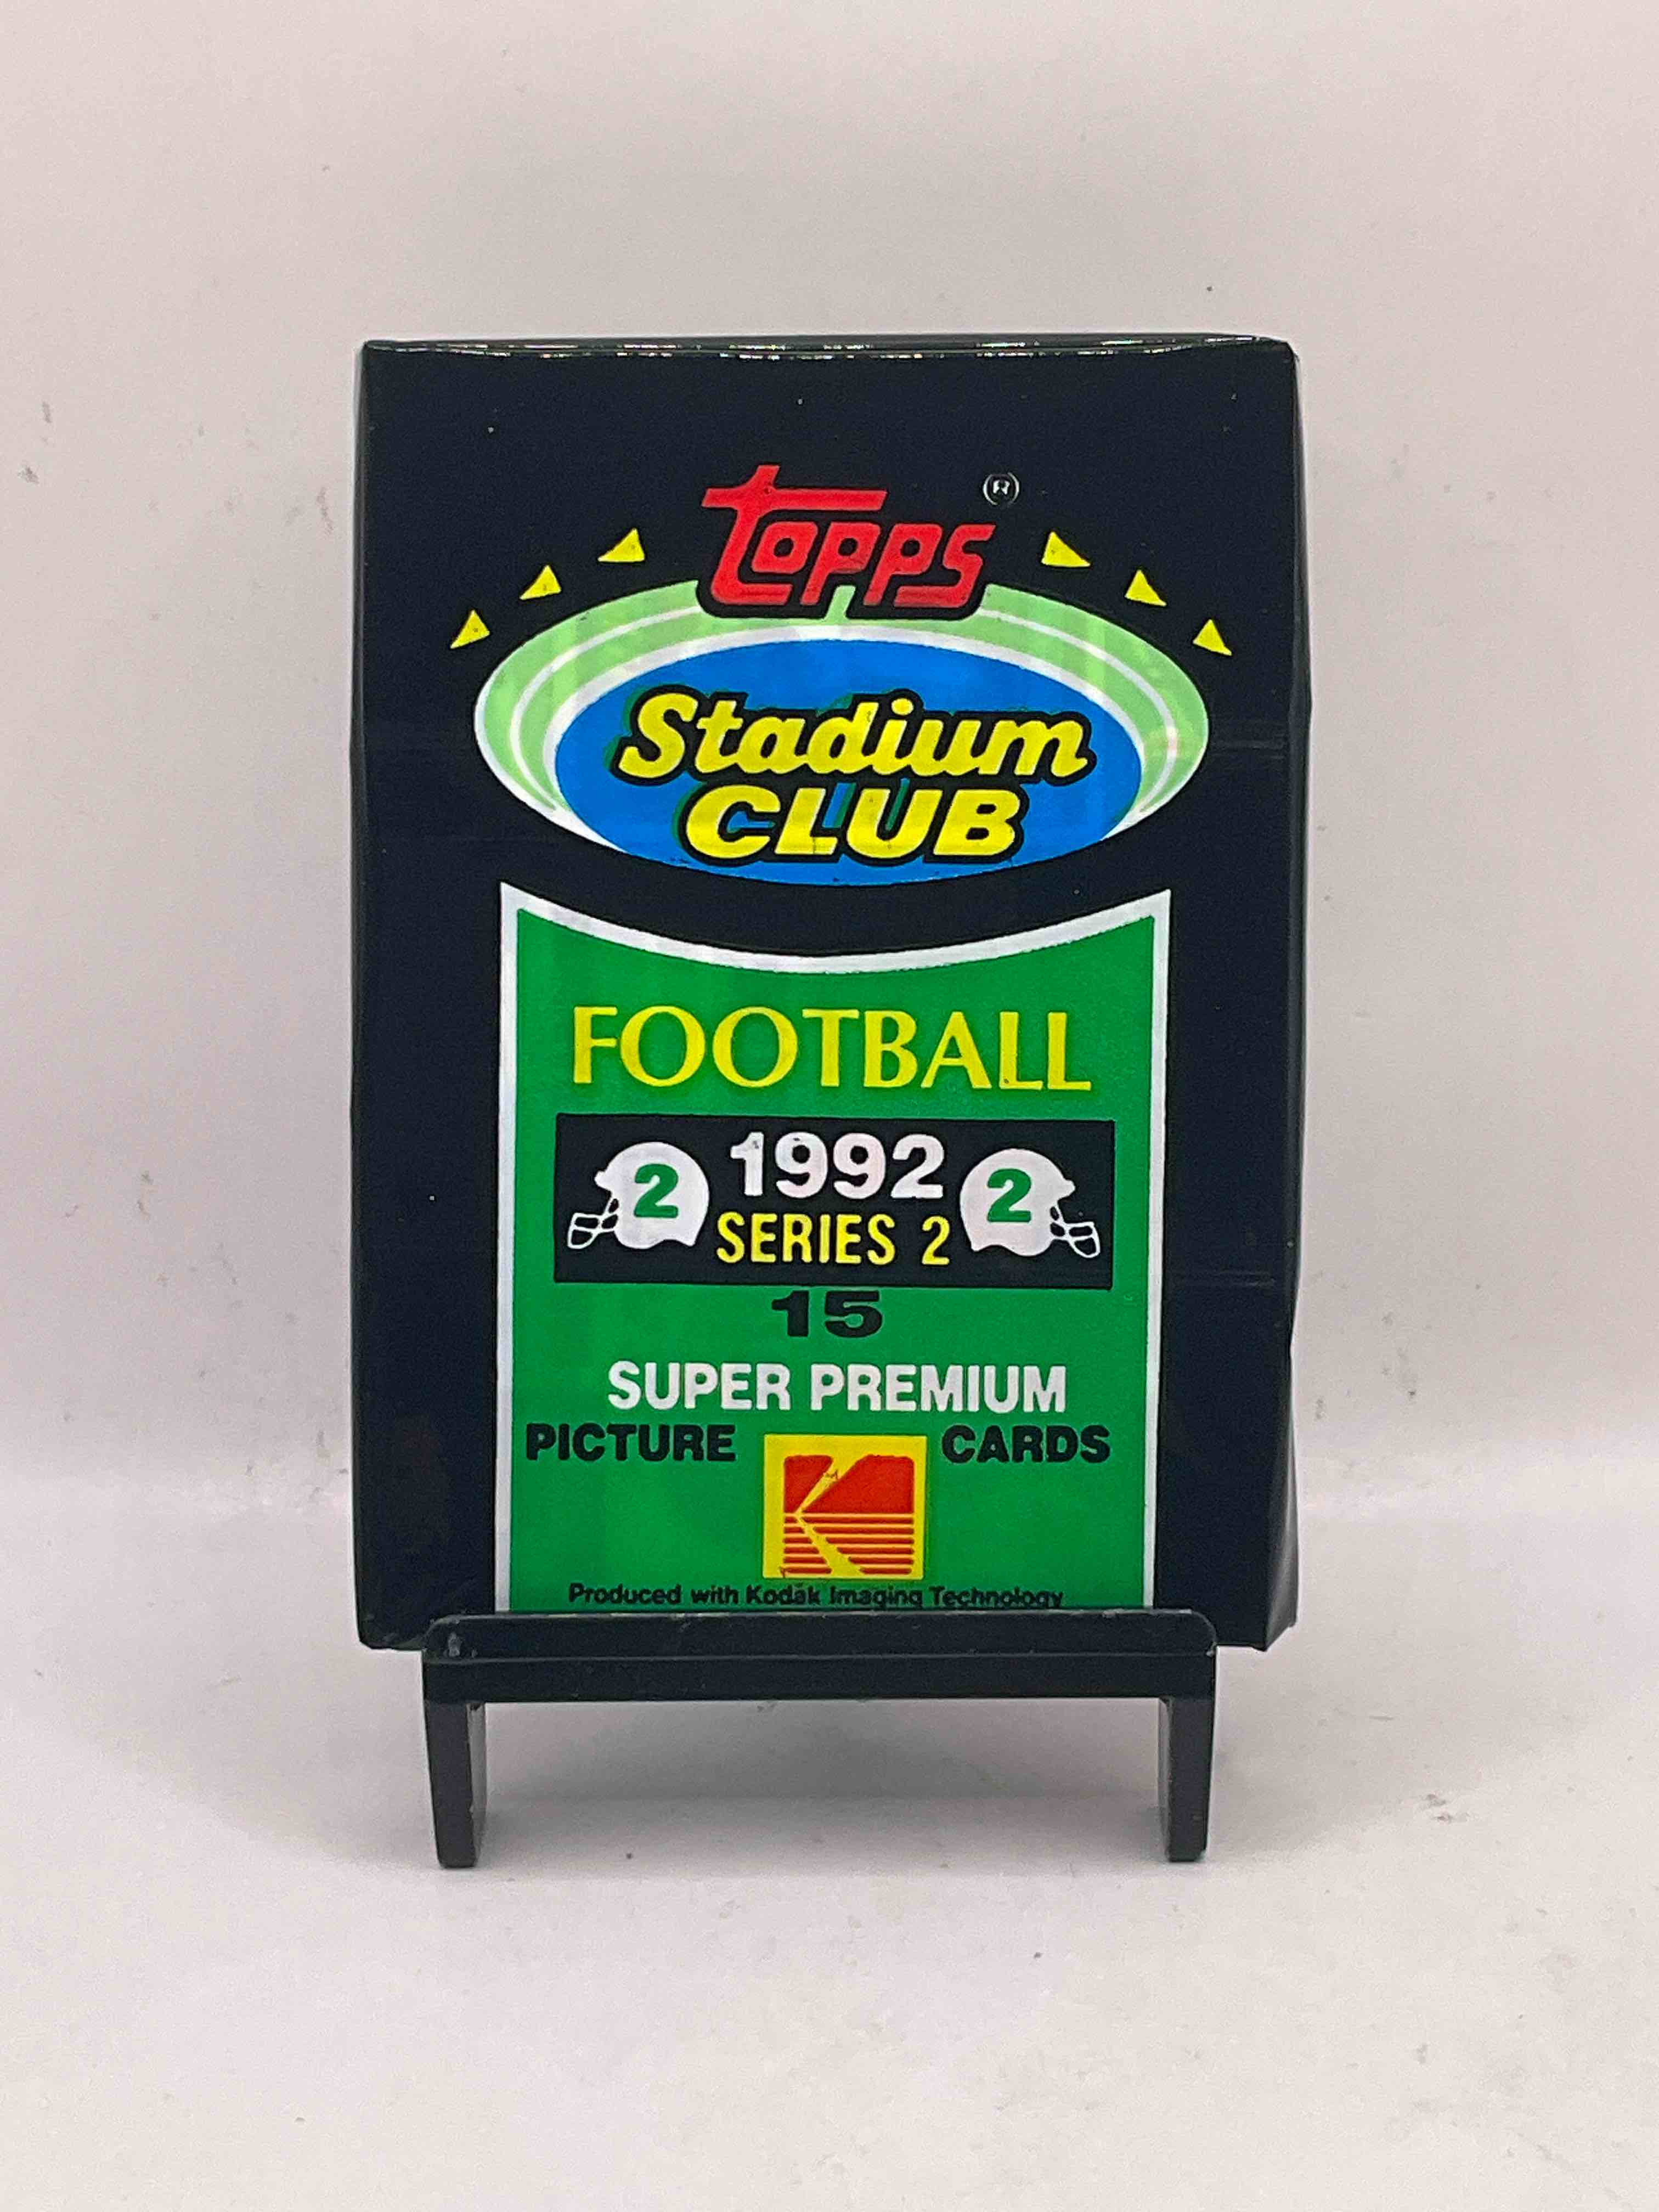 topps ®
Stadium
CLUB
FOOTBALL
2 1992 2
SERIES 2
15
SUPER PREMIUM
PICTURE CARDS
K
Produced with Kodak Imaging Technology